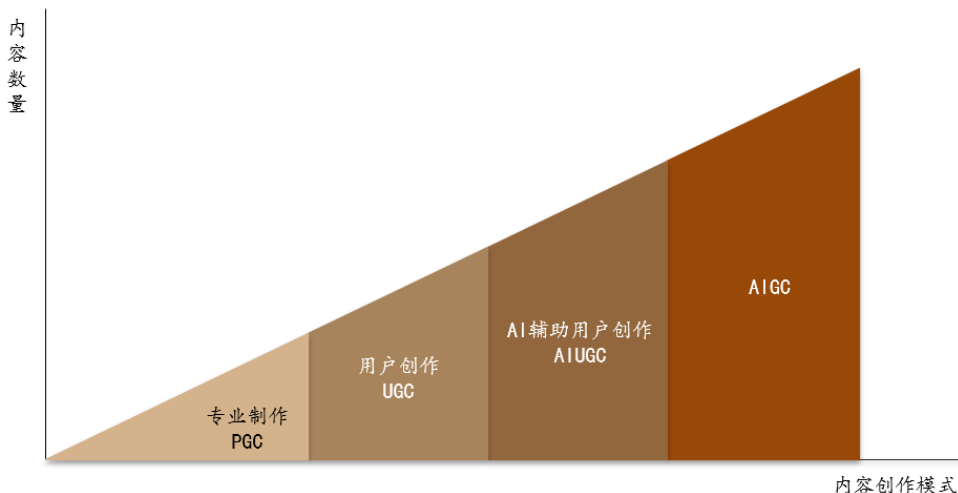 内
容
数
量
专业制作
PGC
用户创作
UGC
AI辅助用户创作
AIUGC
AIGC
内容创作模式